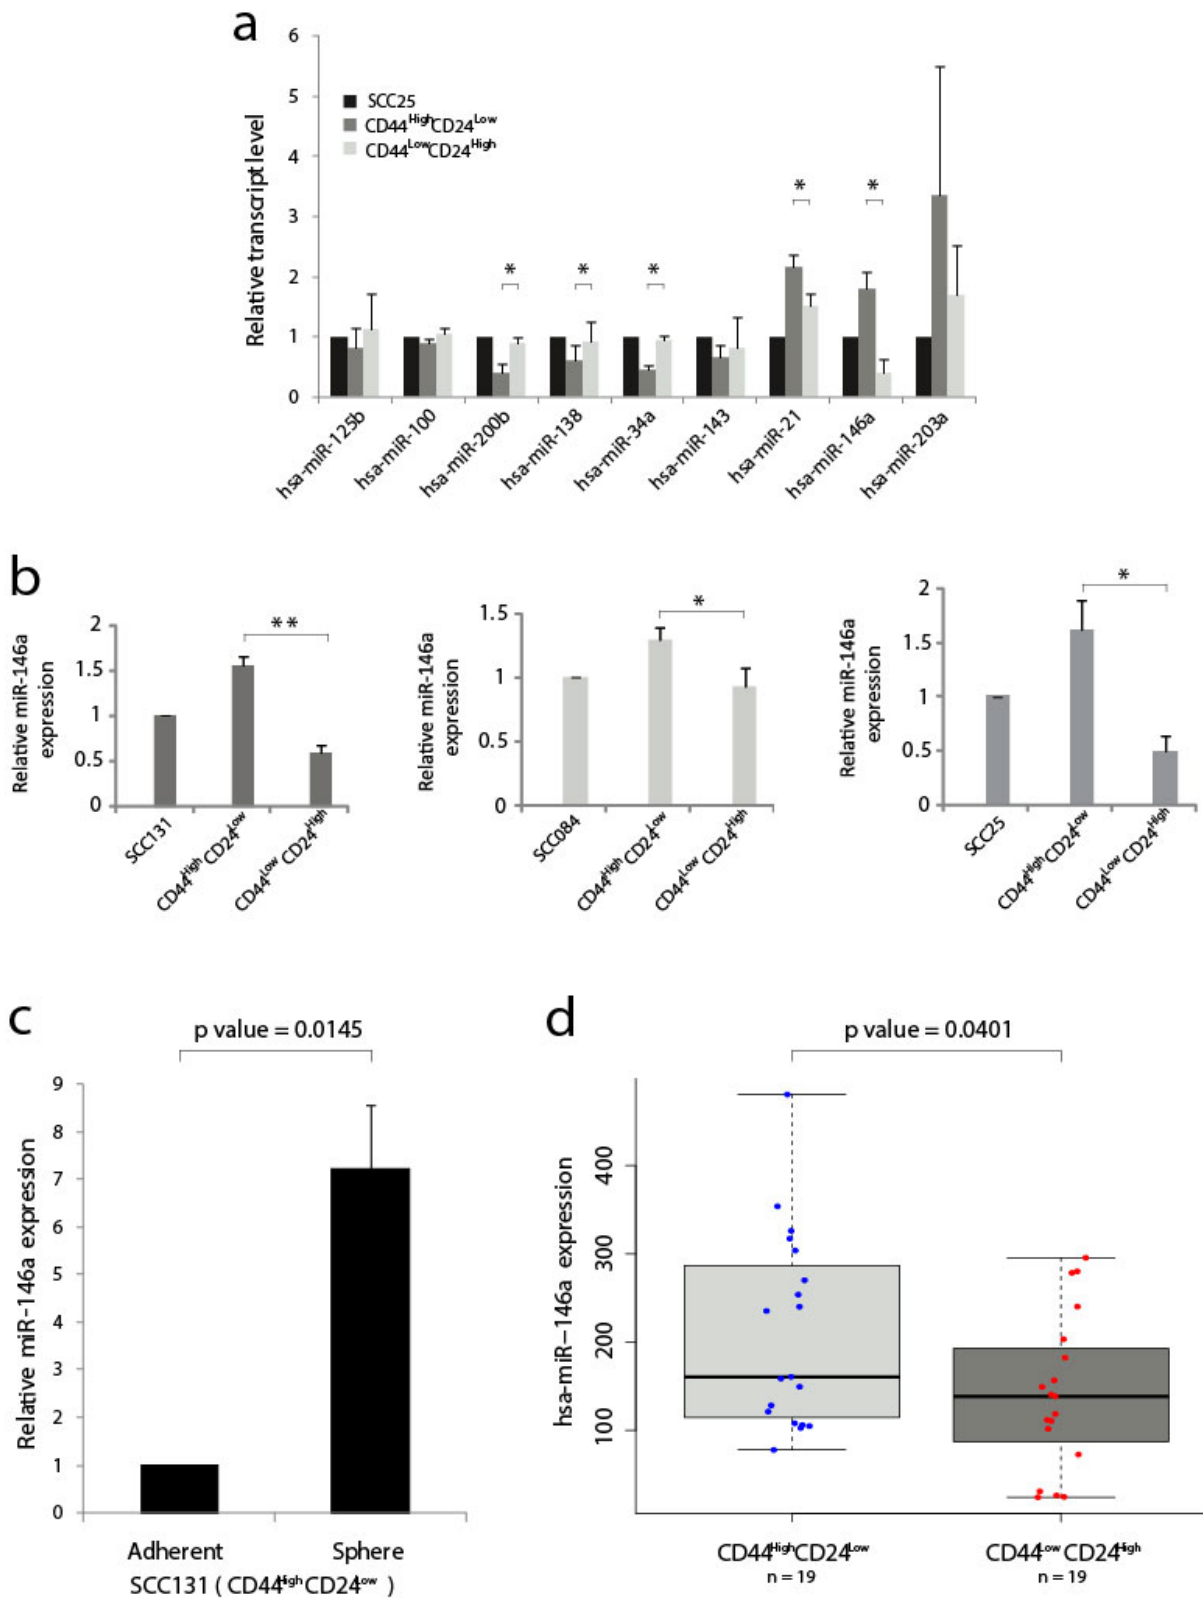 a
6
5
4
3
2
1
0
Relative transcript level
SCC25
CD44HighCD24Low
CD44LowCD24High
*
*
*
*
*
hsa-miR-125b
hsa-miR-100
hsa-miR-200b
hsa-miR-138
hsa-miR-34a
hsa-miR-143
hsa-miR-21
hsa-miR-146a
hsa-miR-203a
b
Relative miR-146a
expression
2
1.5
1
0.5
0
**
SCC131
CD44HighCD24Low
CD44LowCD24High
Relative miR-146a
expression
1.5
1
0.5
0
*
SCC084
CD44HighCD24Low
CD44LowCD24High
Relative miR-146a
expression
2
1.5
1
0.5
0
*
SCC25
CD44HighCD24Low
CD44LowCD24High
c
p value = 0.0145
Relative miR-146a expression
9
8
7
6
5
4
3
2
1
0
Adherent
Sphere
SCC131 ( CD44HighCD24Low )
d
p value = 0.0401
hsa-miR-146a expression
400
300
200
100
CD44HighCD24Low
n = 19
CD44LowCD24High
n = 19